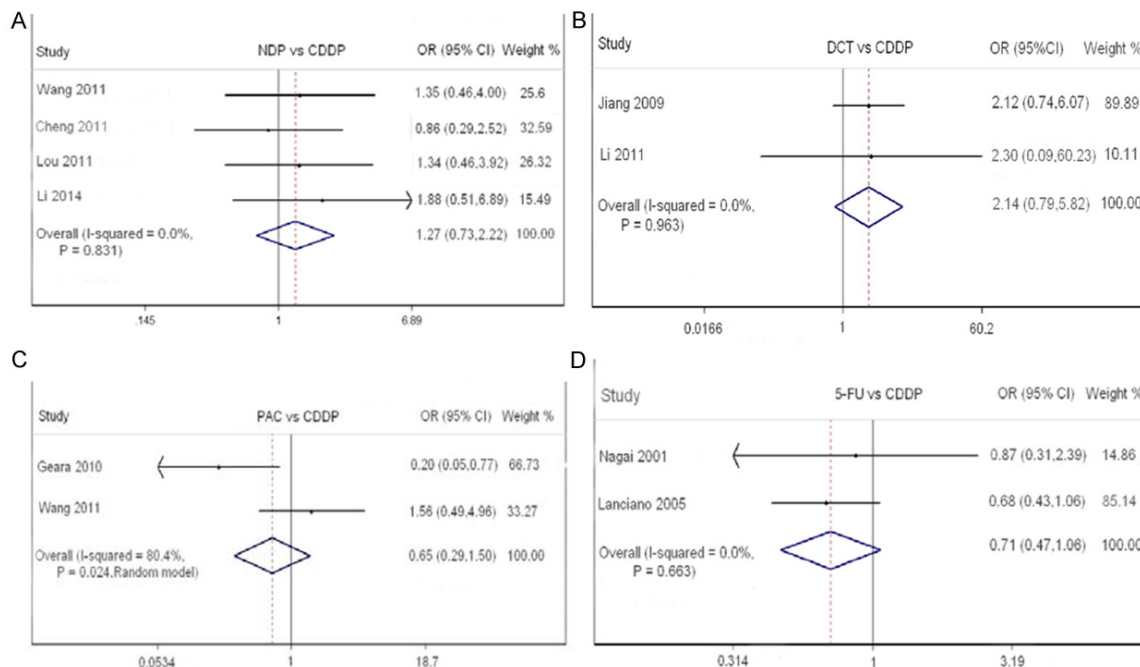 A
Study NDP vs CDDP OR (95% CI) Weight %
Wang 2011 1.35 (0.46,4.00) 25.6
Cheng 2011 0.86 (0.29,2.52) 32.59
Lou 2011 1.34 (0.46,3.92) 26.32
Li 2014 1.88 (0.51,6.89) 15.49
Overall (I-squared = 0.0%, 1.27 (0.73,2.22) 100.00
P = 0.831)
.145 1 6.89
B
Study DCT vs CDDP OR (95%CI) Weight %
Jiang 2009 2.12 (0.74,6.07) 89.89
Li 2011 2.30 (0.09,60.23) 10.11
Overall (I-squared = 0.0%, 2.14 (0.79,5.82) 100.00
P = 0.963)
0.0166 1 60.2
C
Study PAC vs CDDP OR (95% CI) Weight %
Geara 2010 0.20 (0.05,0.77) 66.73
Wang 2011 1.56 (0.49,4.96) 33.27
Overall (I-squared = 80.4%, 0.65 (0.29,1.50) 100.00
P = 0.024,Random model)
0.0534 1 18.7
D
Study 5-FU vs CDDP OR (95% CI) Weight %
Nagai 2001 0.87 (0.31,2.39) 14.86
Lanciano 2005 0.68 (0.43,1.06) 85.14
Overall (I-squared = 0.0%, 0.71 (0.47,1.06) 100.00
P = 0.663)
0.314 1 3.19